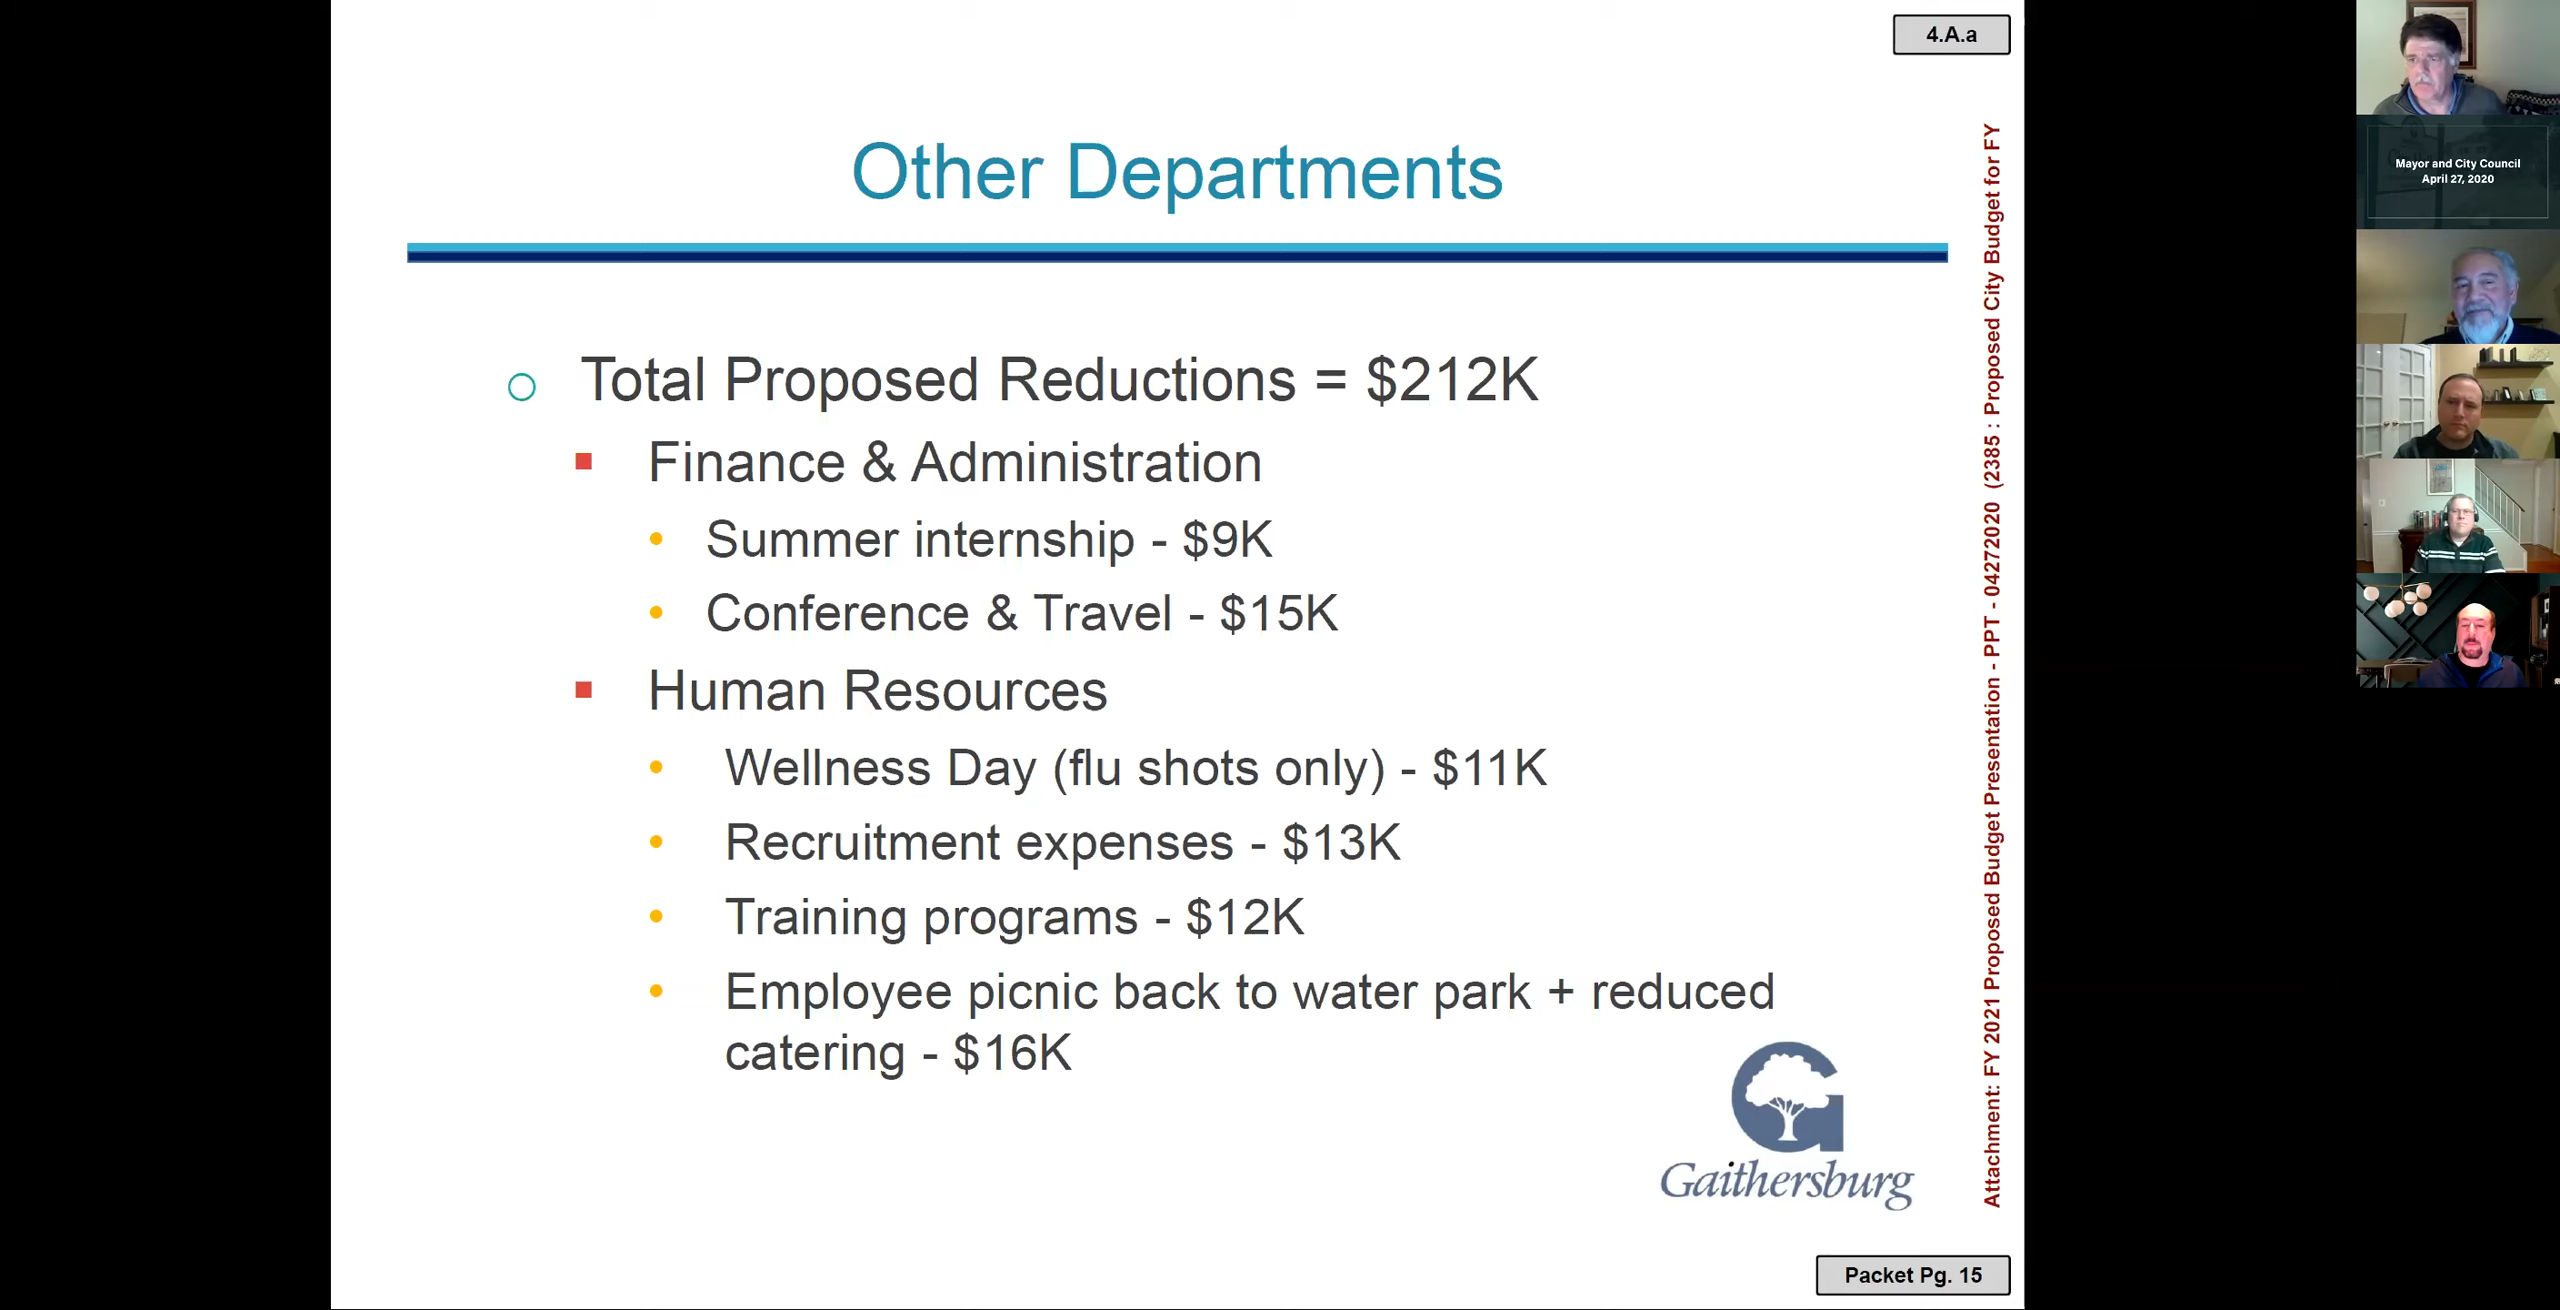 4.A.a
Other Departments
Total Proposed Reductions = $212K
Finance & Administration
Summer internship - $9K
Conference & Travel - $15K
Human Resources
Wellness Day (flu shots only) - $11K
Recruitment expenses - $13K
Training programs - $12K
Employee picnic back to water park + reduced
catering - $16K
Gaithersburg
Attachment: FY 2021 Proposed Budget Presentation - PPT - 04272020 (2385 : Proposed City Budget for FY
Packet Pg. 15
Mayor and City Council
April 27, 2020